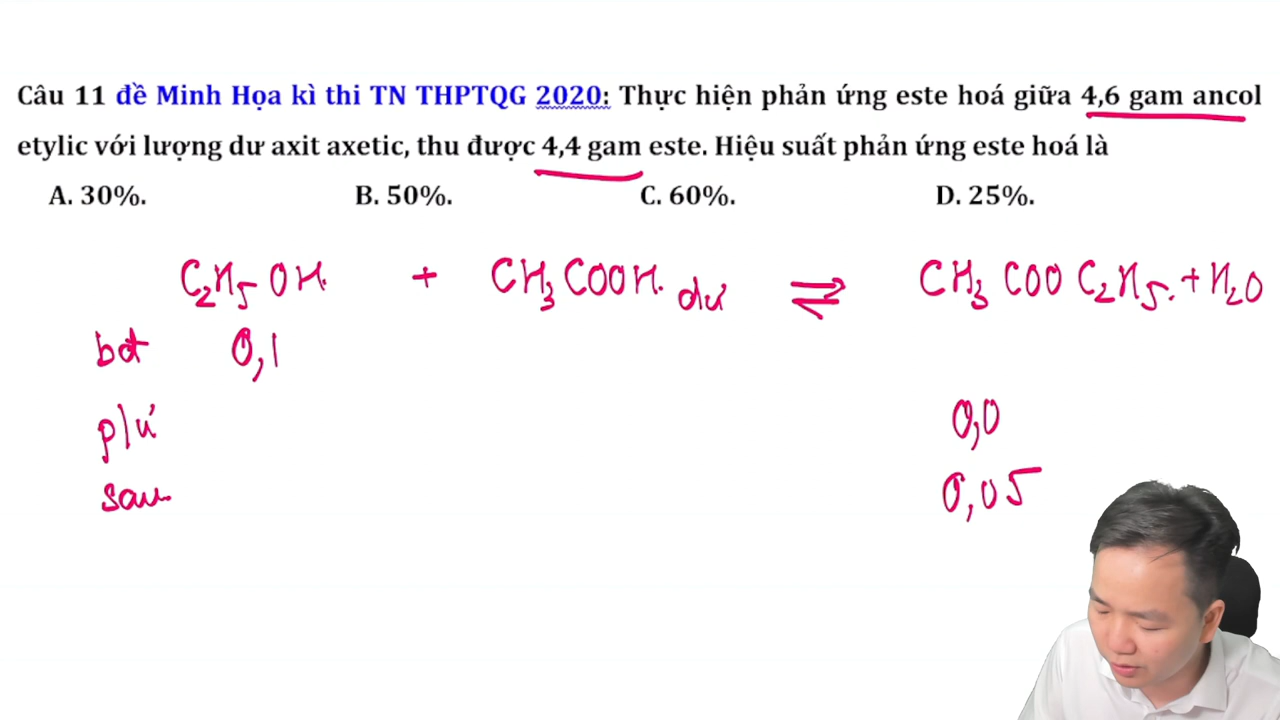 Câu 11 đề Minh Họa kì thi TN THPTQG 2020: Thực hiện phản ứng este hoá giữa 4,6 gam ancol
etylic với lượng dư axit axetic, thu được 4,4 gam este. Hiệu suất phản ứng este hoá là
A. 30%. B. 50%. C. 60%. D. 25%.
C₂H₅OH + CH₃COOH dư ⇌ CH₃COOC₂H₅ + H₂O
bđ 0,1
p/ứ 0,0
sau 0,05